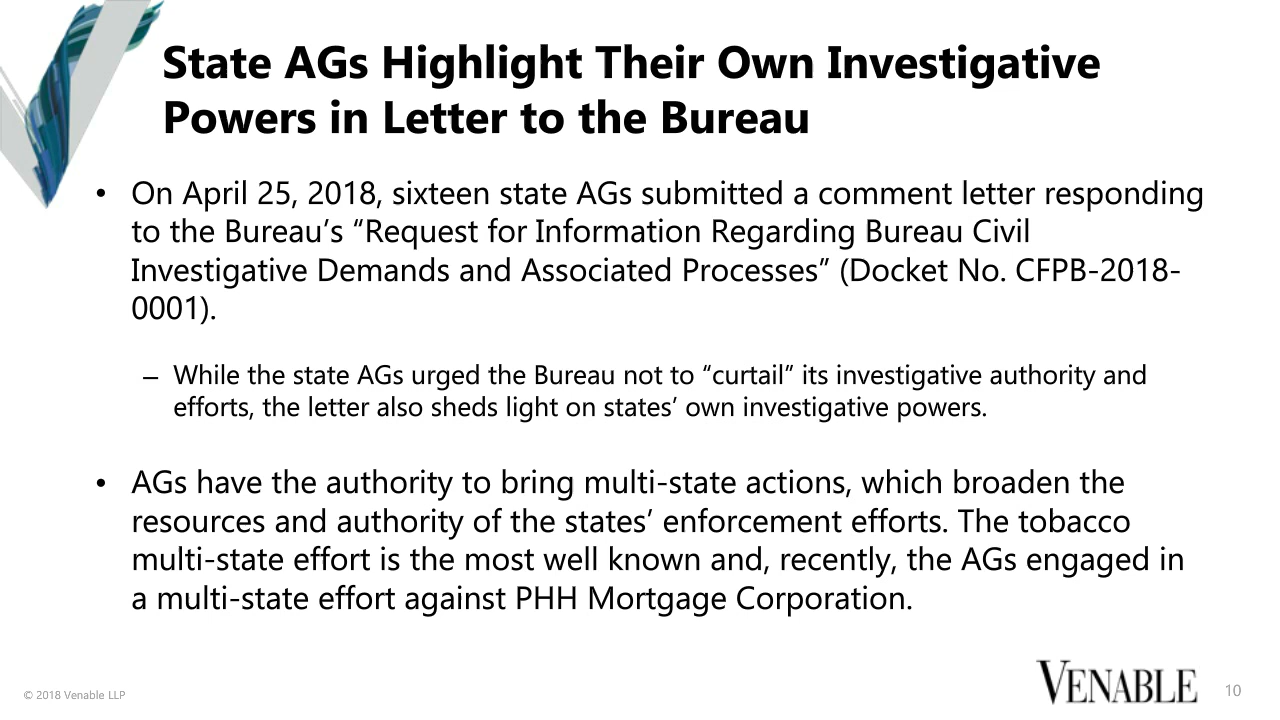 State AGs Highlight Their Own Investigative
Powers in Letter to the Bureau
• On April 25, 2018, sixteen state AGs submitted a comment letter responding
to the Bureau’s “Request for Information Regarding Bureau Civil
Investigative Demands and Associated Processes” (Docket No. CFPB-2018-
0001).
– While the state AGs urged the Bureau not to “curtail” its investigative authority and
efforts, the letter also sheds light on states’ own investigative powers.
• AGs have the authority to bring multi-state actions, which broaden the
resources and authority of the states’ enforcement efforts. The tobacco
multi-state effort is the most well known and, recently, the AGs engaged in
a multi-state effort against PHH Mortgage Corporation.
© 2018 Venable LLP
VENABLE
10